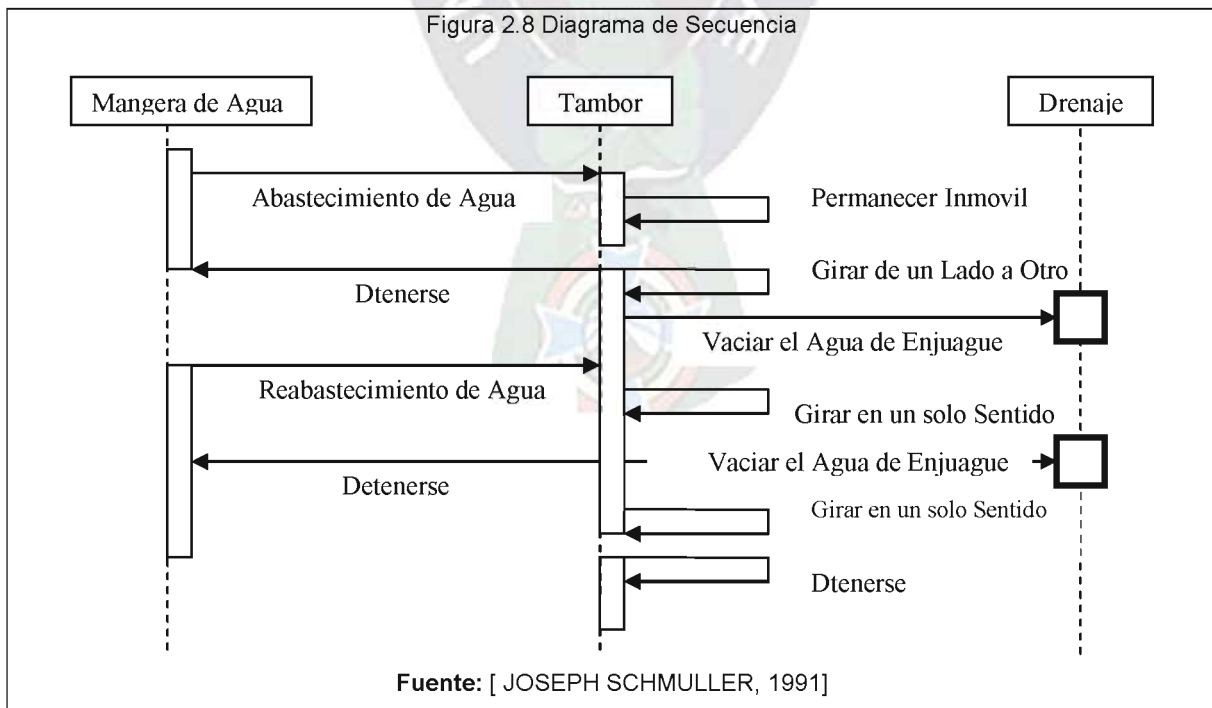 Figura 2.8 Diagrama de Secuencia
Mangera de Agua
Tambor
Drenaje
Abastecimiento de Agua
Permanecer Inmovil
Girar de un Lado a Otro
Dtenerse
Vaciar el Agua de Enjuague
Reabastecimiento de Agua
Girar en un solo Sentido
Vaciar el Agua de Enjuague
Detenerse
Girar en un solo Sentido
Dtenerse
Fuente: [ JOSEPH SCHMULLER, 1991]